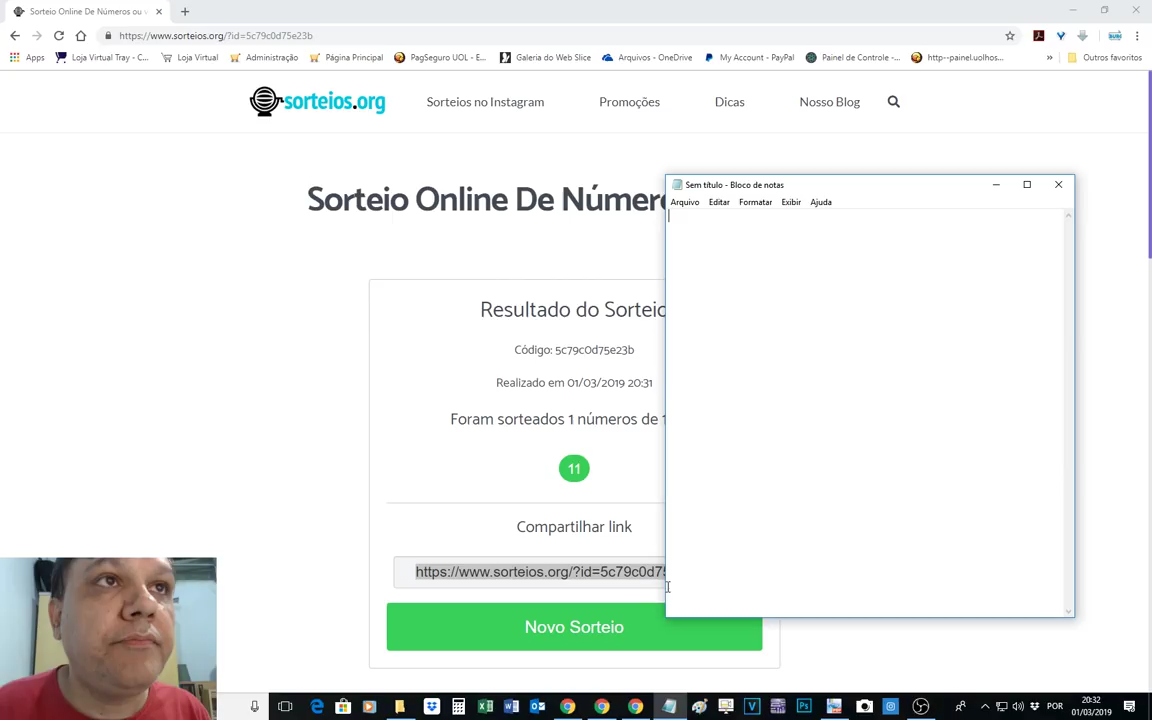 Sorteio Online De Números ou v
https://www.sorteios.org/?id=5c79c0d75e23b
Apps
Loja Virtual Tray - C...
Loja Virtual
Administração
Página Principal
PagSeguro UOL - E...
Galeria do Web Slice
Arquivos - OneDrive
My Account - PayPal
Painel de Controle -...
http--painel.uolhos...
»
Outros favoritos
sorteios.org
Sorteios no Instagram
Promoções
Dicas
Nosso Blog
Sorteio Online De Número
Sem título - Bloco de notas
Arquivo
Editar
Formatar
Exibir
Ajuda
Resultado do Sorteio
Código: 5c79c0d75e23b
Realizado em 01/03/2019 20:31
Foram sorteados 1 números de 1
11
Compartilhar link
https://www.sorteios.org/?id=5c79c0d75
Novo Sorteio
POR
20:32
01/03/2019